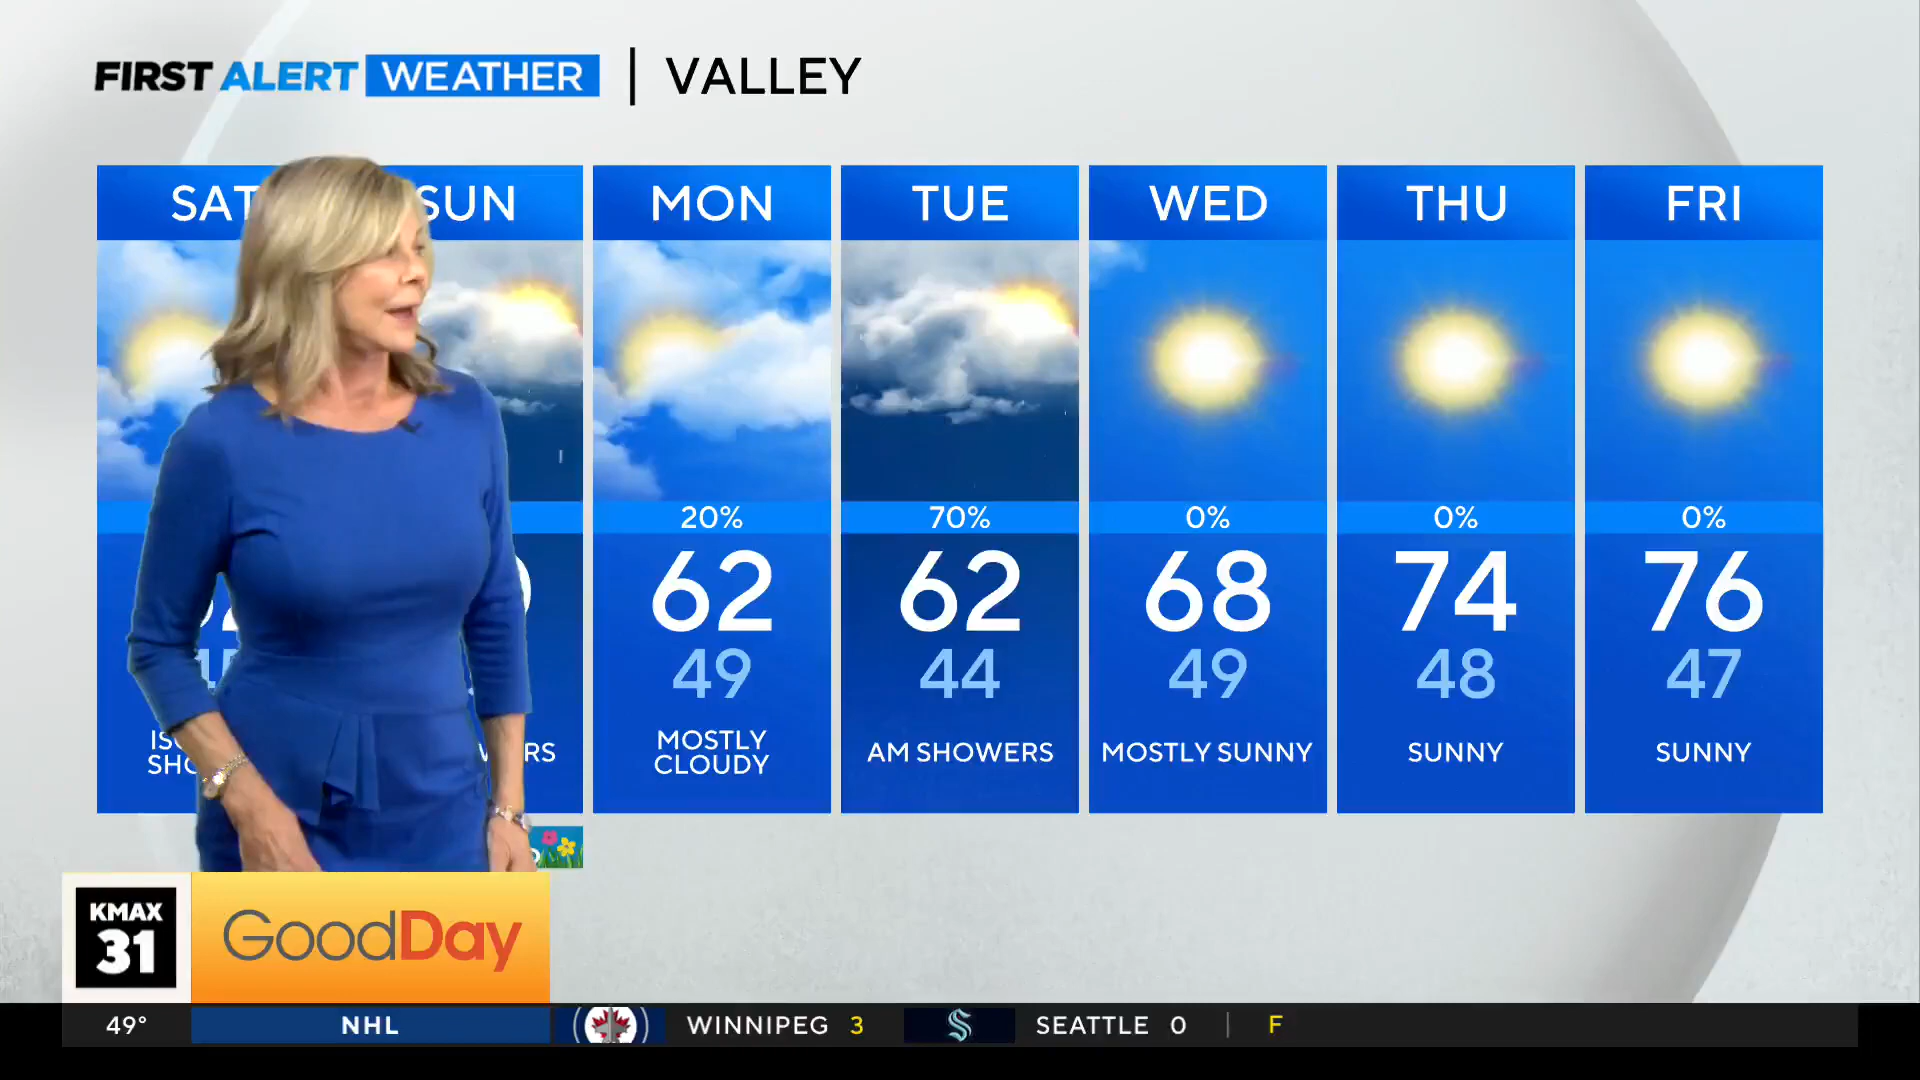 FIRST ALERT WEATHER | VALLEY
SAT SUN MON TUE WED THU FRI
20% 70% 0% 0% 0%
62 62 68 74 76
49 44 49 48 47
MOSTLY
CLOUDY
AM SHOWERS
MOSTLY SUNNY
SUNNY
SUNNY
KMAX
31
GoodDay
49° NHL WINNIPEG 3 SEATTLE 0 | F